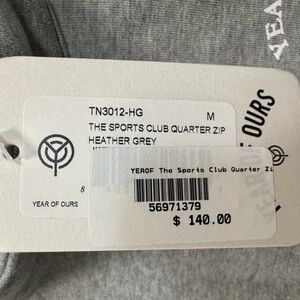 YEAR
TN3012-HG M
THE SPORTS CLUB QUARTER ZIP
HEATHER GREY
OURS
YEAR OF OURS
8
YEAOF The Sports Club Quarter Zi
56971379
$ 140.00